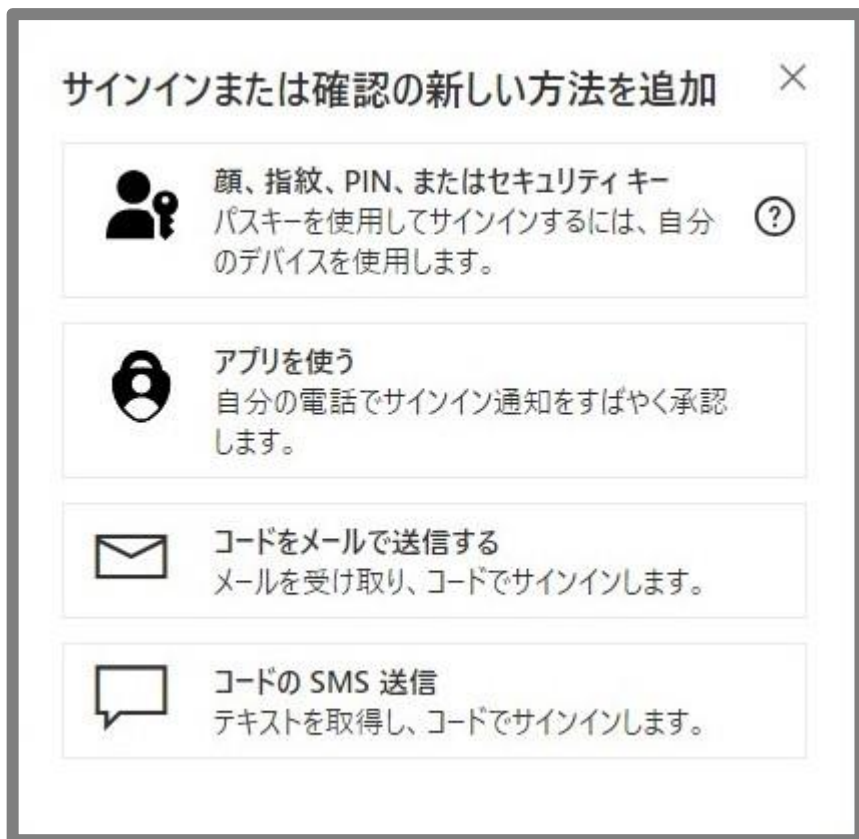 サインインまたは確認の新しい方法を追加
顔、指紋、PIN、またはセキュリティ キー
パスキーを使用してサインインするには、自分
のデバイスを使用します。
アプリを使う
自分の電話でサインイン通知をすばやく承認
します。
コードをメールで送信する
メールを受け取り、コードでサインインします。
コードの SMS 送信
テキストを取得し、コードでサインインします。